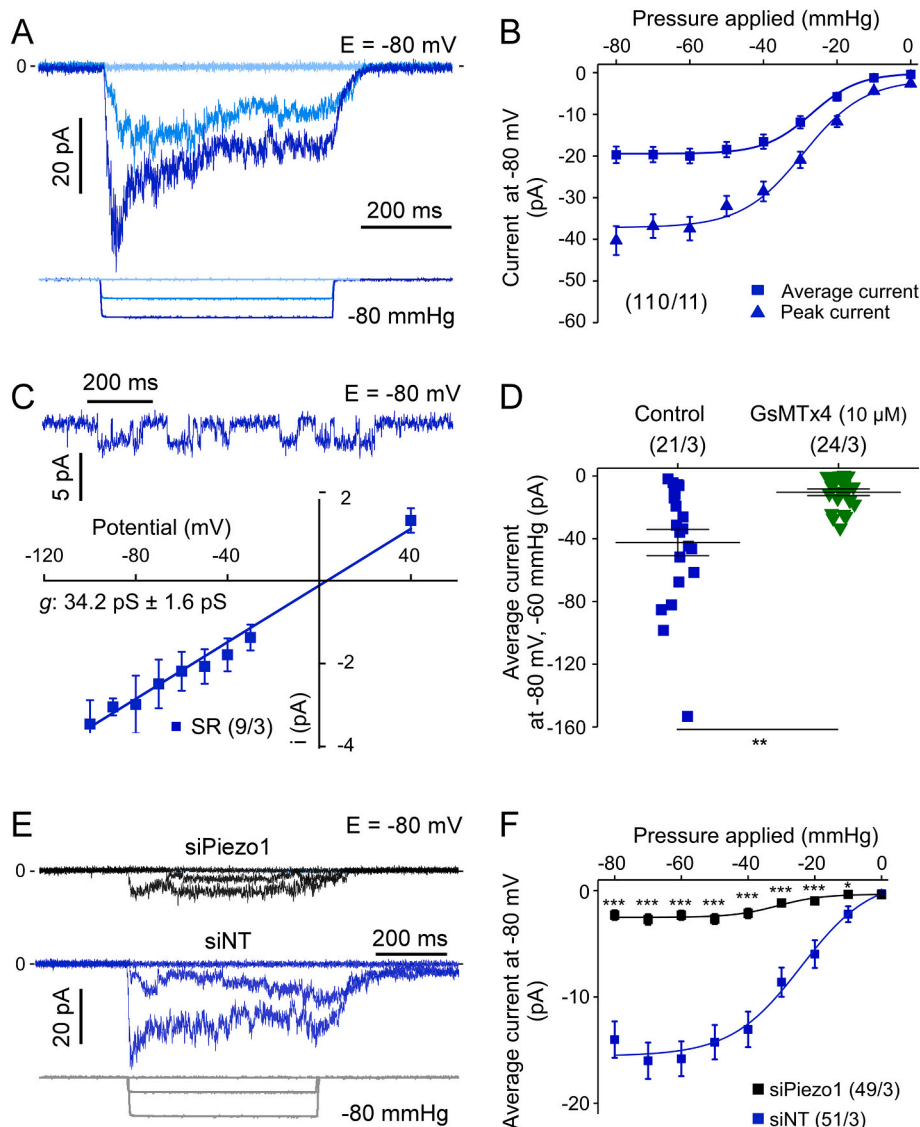 A
E = -80 mV
0
20 pA
200 ms
-80 mmHg
B
Pressure applied (mmHg)
-80 -60 -40 -20 0
0
-10
-20
-30
-40
-50
-60
Current at -80 mV
(pA)
(110/11)
Average current
Peak current
C
200 ms
E = -80 mV
5 pA
Potential (mV)
-120 -80 -40 40
2
-2
-4
g: 34.2 pS ± 1.6 pS
SR (9/3)
i (pA)
D
Control
(21/3)
GsMTx4 (10 µM)
(24/3)
0
-40
-80
-120
-160
Average current
at -80 mV, -60 mmHg (pA)
**
E
E = -80 mV
siPiezo1
0
siNT
200 ms
0
20 pA
-80 mmHg
F
Pressure applied (mmHg)
-80 -60 -40 -20 0
0
-10
-20
*** *** *** *** *** *** *** *
Average current at -80 mV
(pA)
siPiezo1 (49/3)
siNT (51/3)